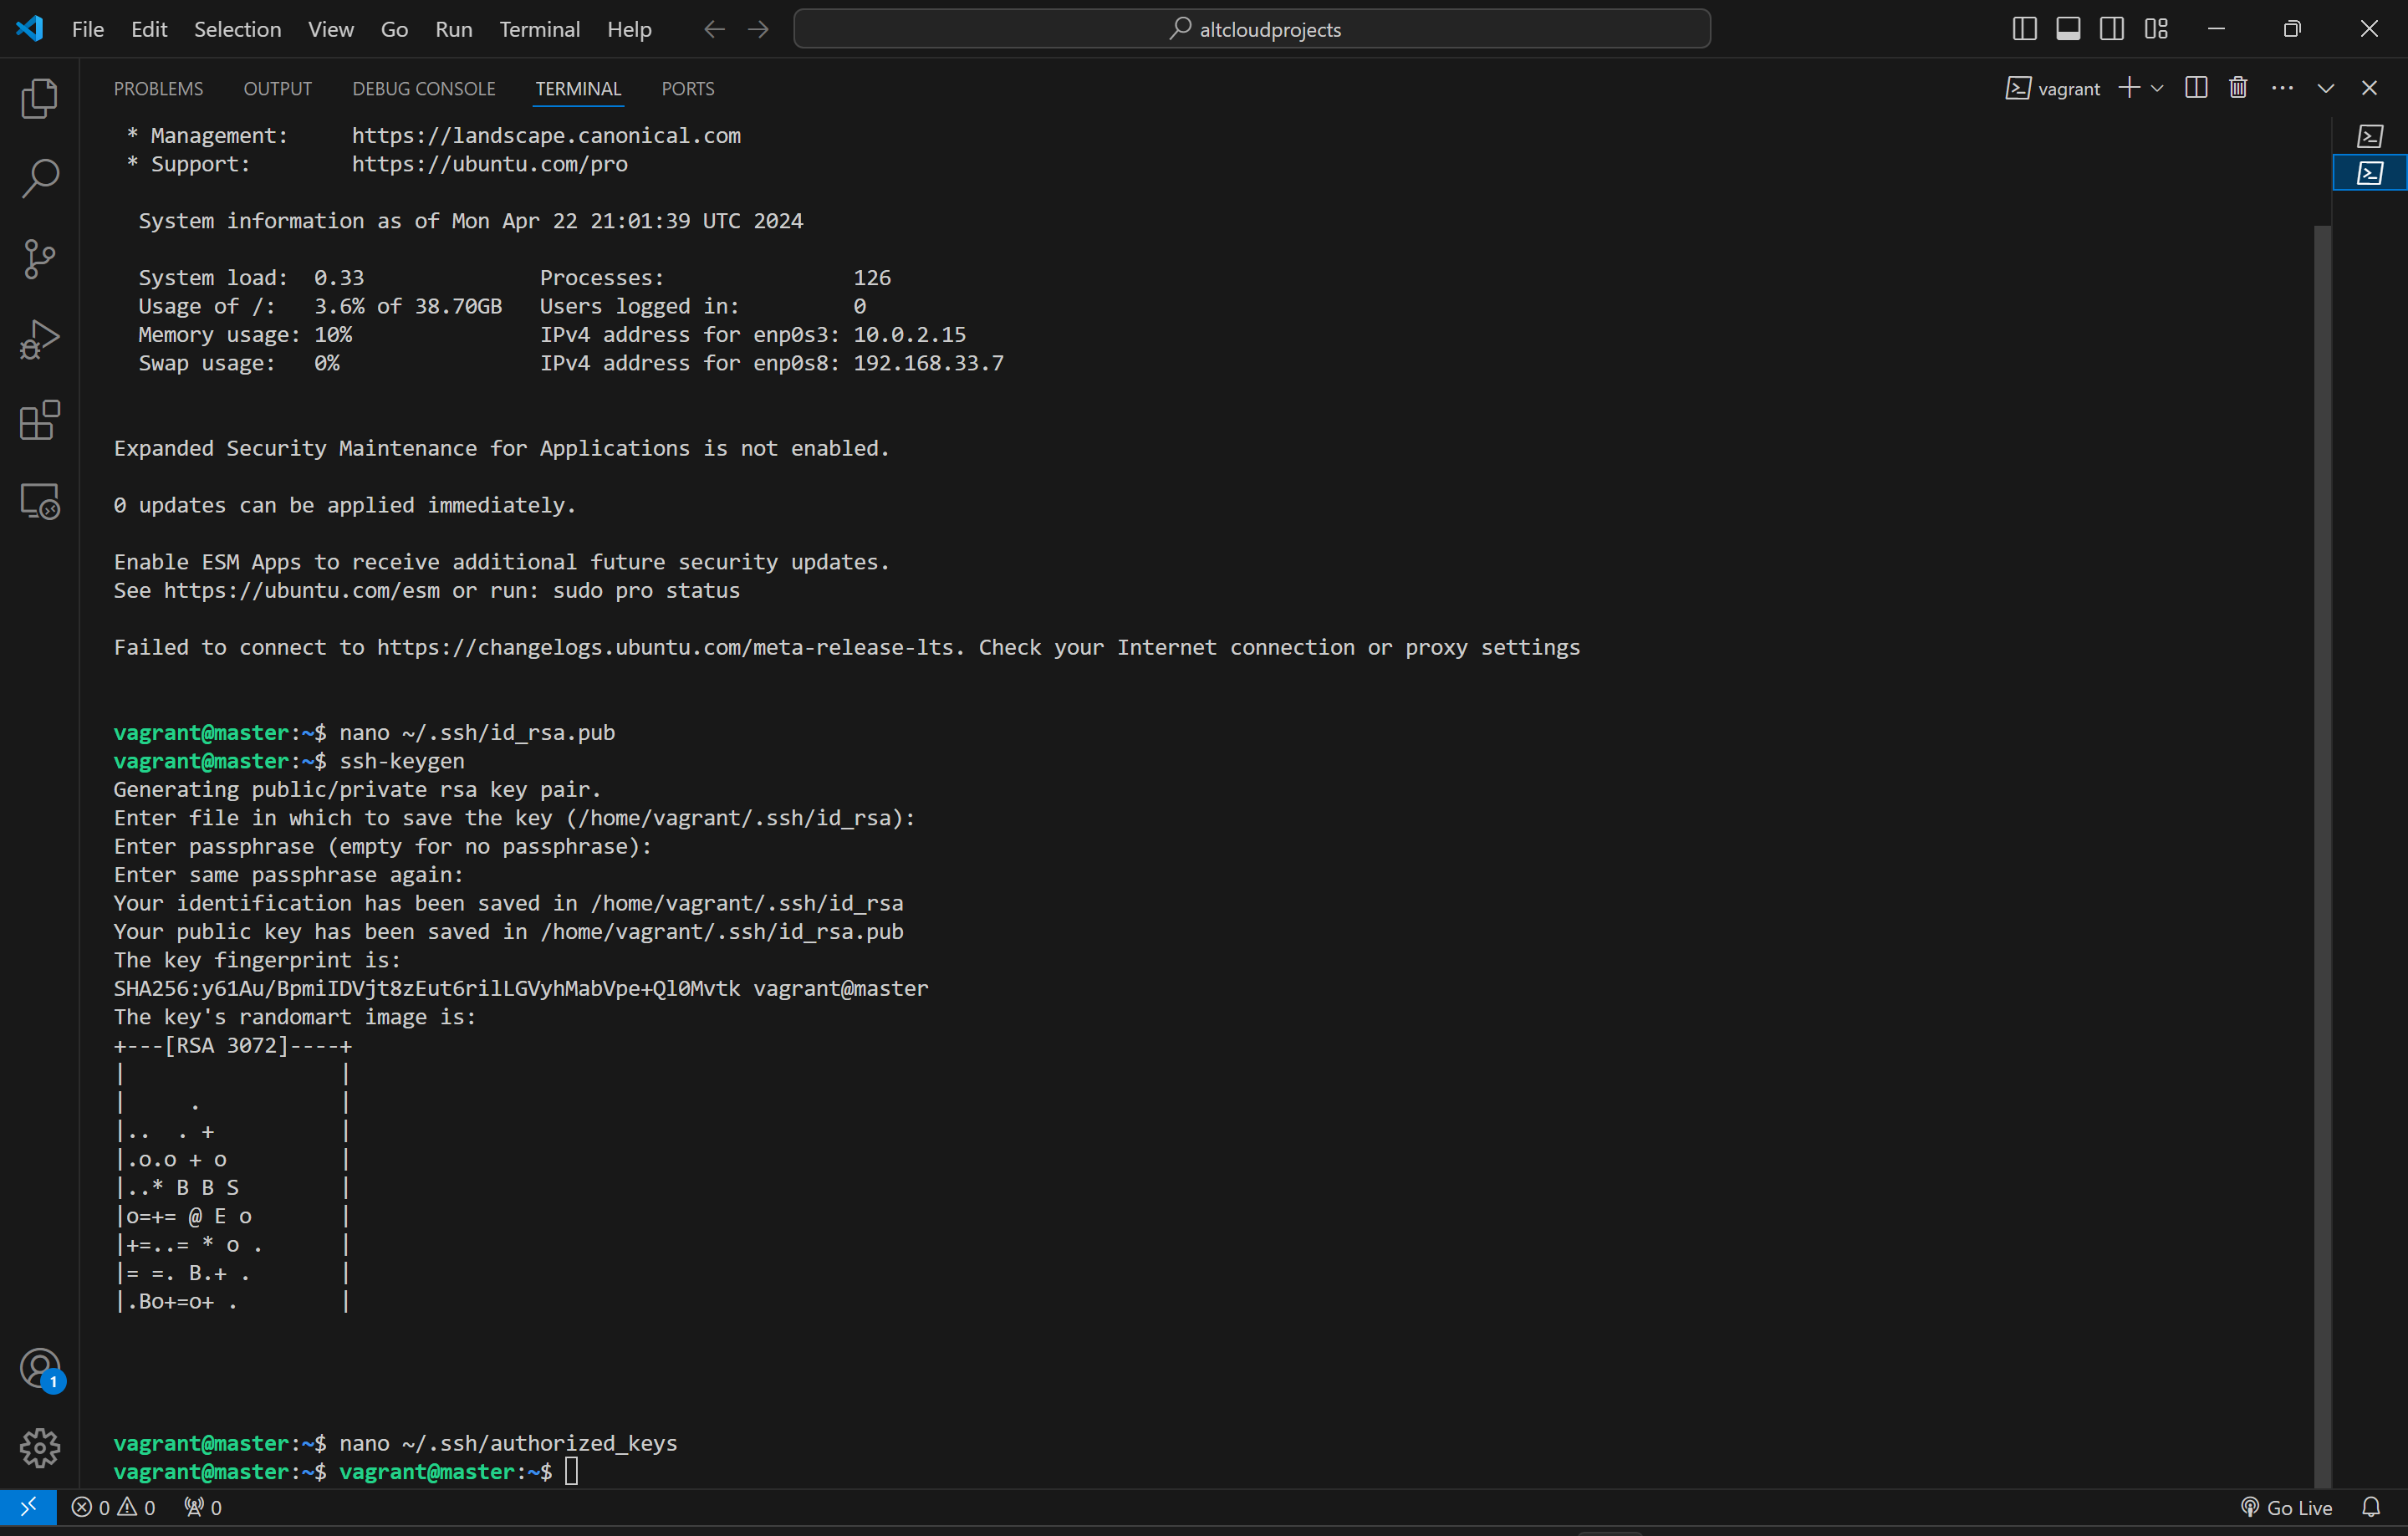 File Edit Selection View Go Run Terminal Help altcloudprojects
PROBLEMS OUTPUT DEBUG CONSOLE TERMINAL PORTS vagrant
* Management: https://landscape.canonical.com
* Support: https://ubuntu.com/pro
System information as of Mon Apr 22 21:01:39 UTC 2024
System load: 0.33 Processes: 126
Usage of /: 3.6% of 38.70GB Users logged in: 0
Memory usage: 10% IPv4 address for enp0s3: 10.0.2.15
Swap usage: 0% IPv4 address for enp0s8: 192.168.33.7
Expanded Security Maintenance for Applications is not enabled.
0 updates can be applied immediately.
Enable ESM Apps to receive additional future security updates.
See https://ubuntu.com/esm or run: sudo pro status
Failed to connect to https://changelogs.ubuntu.com/meta-release-lts. Check your Internet connection or proxy settings
vagrant@master:~$ nano ~/.ssh/id_rsa.pub
vagrant@master:~$ ssh-keygen
Generating public/private rsa key pair.
Enter file in which to save the key (/home/vagrant/.ssh/id_rsa):
Enter passphrase (empty for no passphrase):
Enter same passphrase again:
Your identification has been saved in /home/vagrant/.ssh/id_rsa
Your public key has been saved in /home/vagrant/.ssh/id_rsa.pub
The key fingerprint is:
SHA256:y61Au/BpmiIDVjt8zEut6rilLGVyhMabVpe+Ql0Mvtk vagrant@master
The key's randomart image is:
+---[RSA 3072]----+
|                 |
|     .           |
|..  . +          |
|.o.o + o         |
|..* B B S        |
|o=+= @ E o       |
|+=..= * o .      |
|= =. B.+ .       |
|.Bo+=o+ .        |
vagrant@master:~$ nano ~/.ssh/authorized_keys
vagrant@master:~$ vagrant@master:~$
1
0 0 0 Go Live